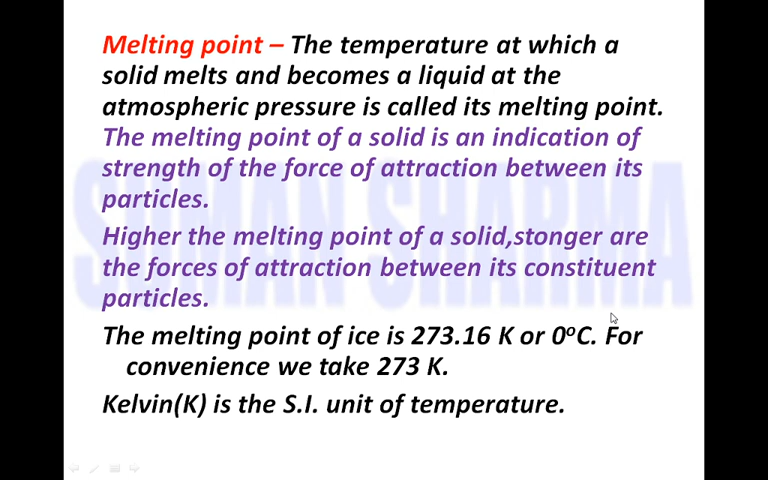 Melting point – The temperature at which a
solid melts and becomes a liquid at the
atmospheric pressure is called its melting point.
The melting point of a solid is an indication of
strength of the force of attraction between its
particles.
SUMAN SHARMA
Higher the melting point of a solid,stonger are
the forces of attraction between its constituent
particles.
The melting point of ice is 273.16 K or 0°C. For
convenience we take 273 K.
Kelvin(K) is the S.I. unit of temperature.